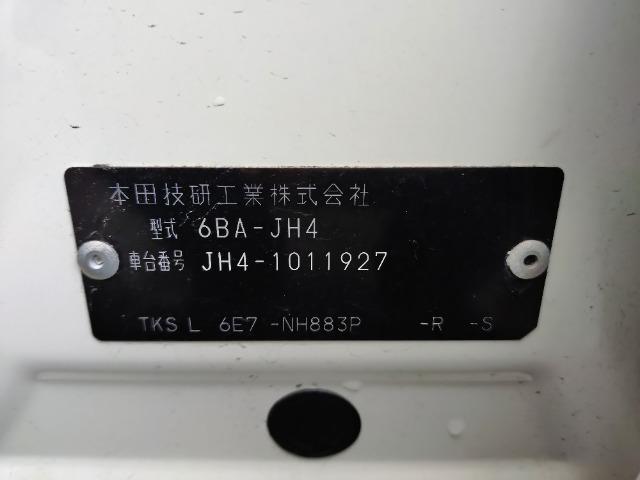 本田技研工業株式会社
型式 6BA-JH4
車台番号 JH4-1011927
TKS L 6E7 -NH883P -R -S